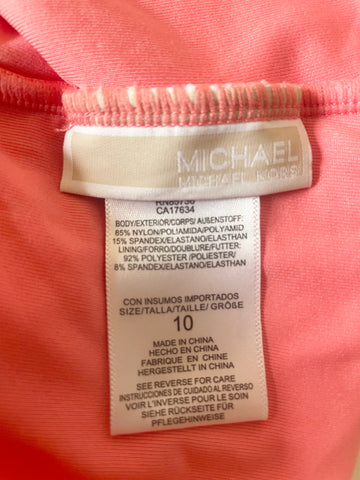 MICHAEL
MICHAEL KORS
CA17634
BODY/EXTERIOR/CORPS/ AUßENSTOFF:
85% NYLON/POLIAMIDA/POLYAMID
15% SPANDEX/ELASTANO/ELASTHAN
LINING/FORRO/DOUBLURE/FUTTER:
92% POLYESTER /POLIESTER/
8% SPANDEX/ELASTANO/ELASTHAN
CON INSUMOS IMPORTADOS
SIZE/TALLA/TAILLE/ GRÖßE
10
MADE IN CHINA
HECHO EN CHINA
FABRIQUE EN CHINE
HERGESTELLT IN CHINA
SEE REVERSE FOR CARE
INSTRUCCIONES DE CUIDADO AL REVERSO
VOIR AU VERSO POUR LE SOIN
SIEHE RÜCKSEITE FÜR
PFLEGEHINWEISE